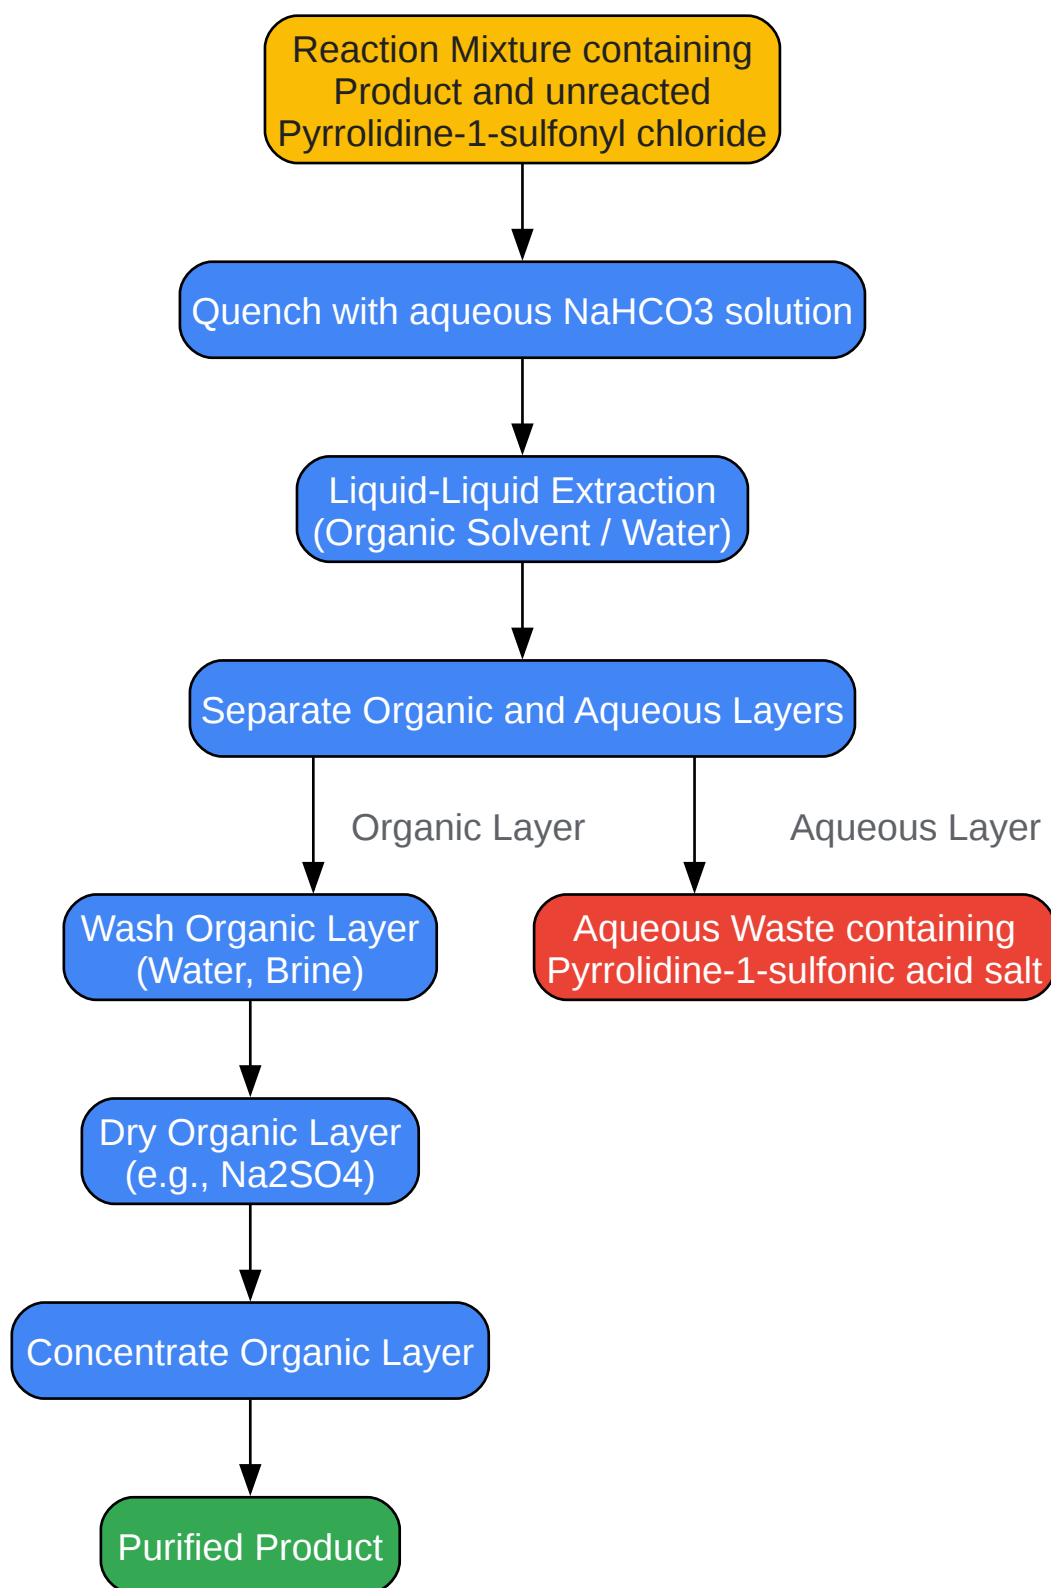 Reaction Mixture containing
Product and unreacted
Pyrrolidine-1-sulfonyl chloride
Quench with aqueous NaHCO3 solution
Liquid-Liquid Extraction
(Organic Solvent / Water)
Separate Organic and Aqueous Layers
Organic Layer
Aqueous Layer
Wash Organic Layer
(Water, Brine)
Aqueous Waste containing
Pyrrolidine-1-sulfonic acid salt
Dry Organic Layer
(e.g., Na2SO4)
Concentrate Organic Layer
Purified Product